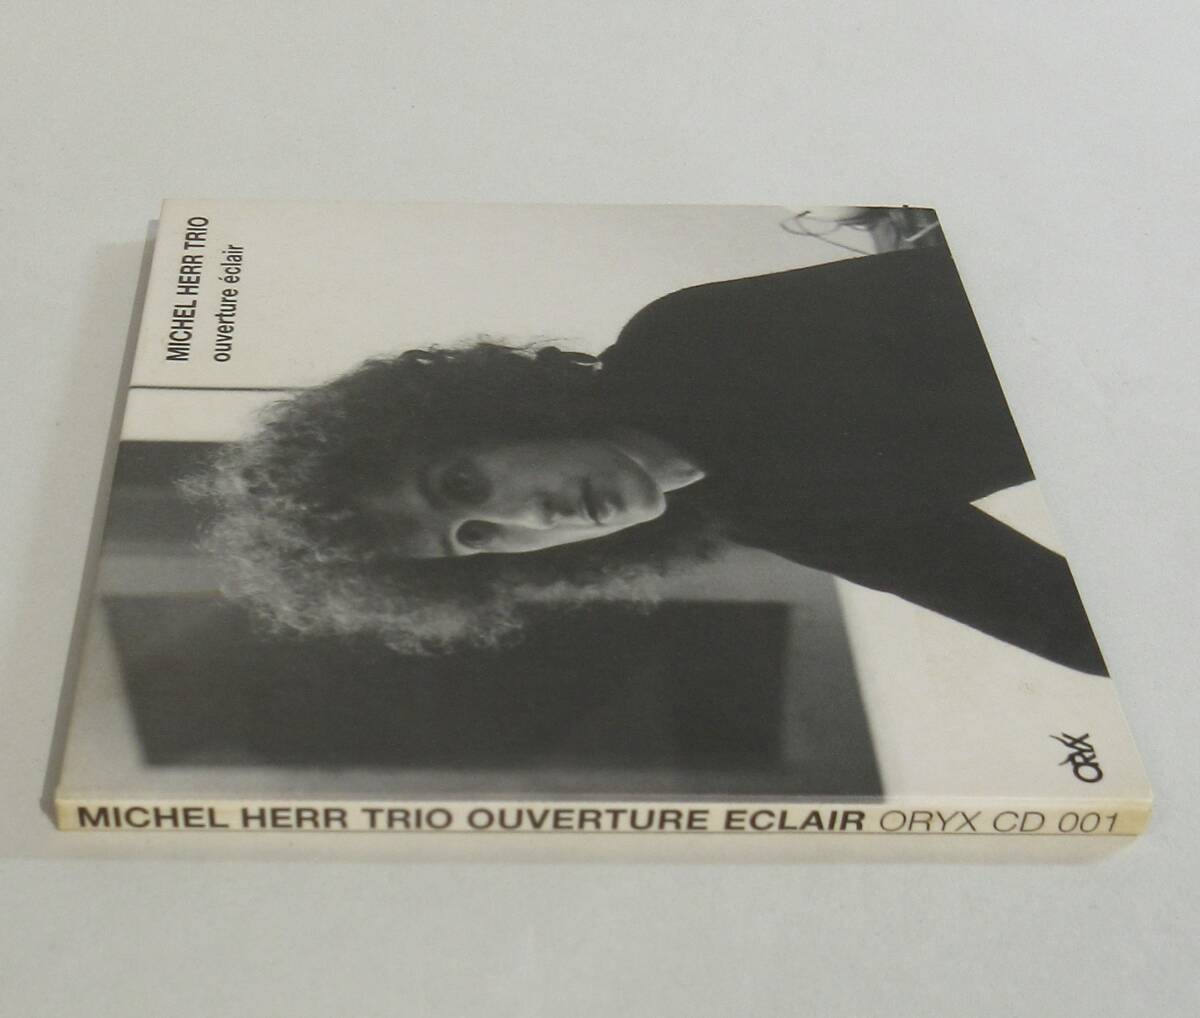 MICHEL HERR TRIO
ouverture éclair
ORYX
MICHEL HERR TRIO OUVERTURE ECLAIR ORYX CD 001